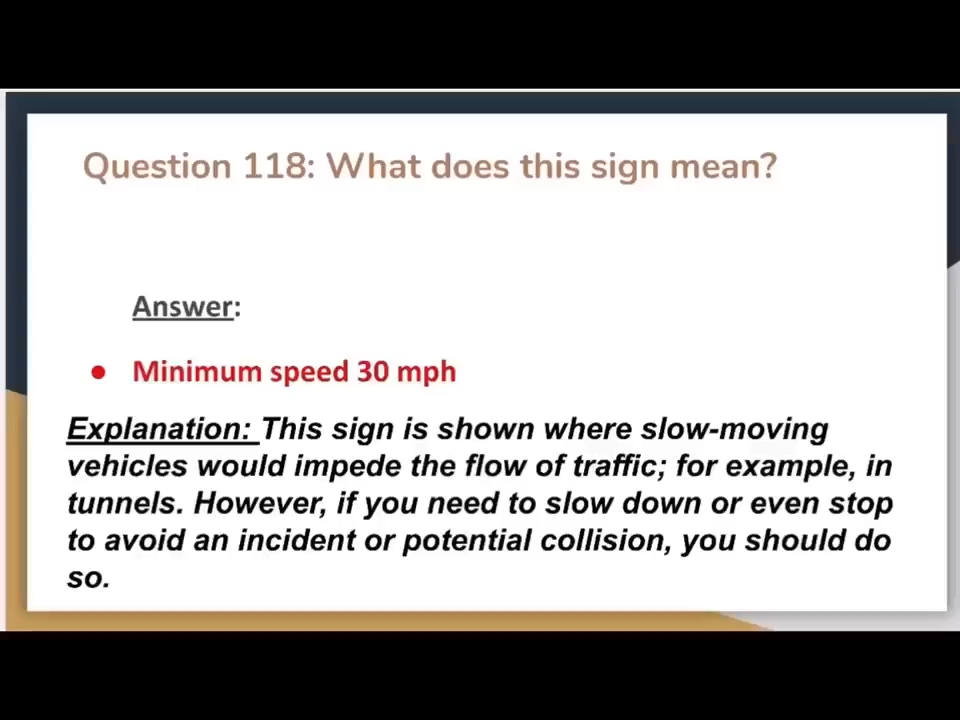 Question 118: What does this sign mean?
Answer:
● Minimum speed 30 mph
Explanation: This sign is shown where slow-moving
vehicles would impede the flow of traffic; for example, in
tunnels. However, if you need to slow down or even stop
to avoid an incident or potential collision, you should do
so.